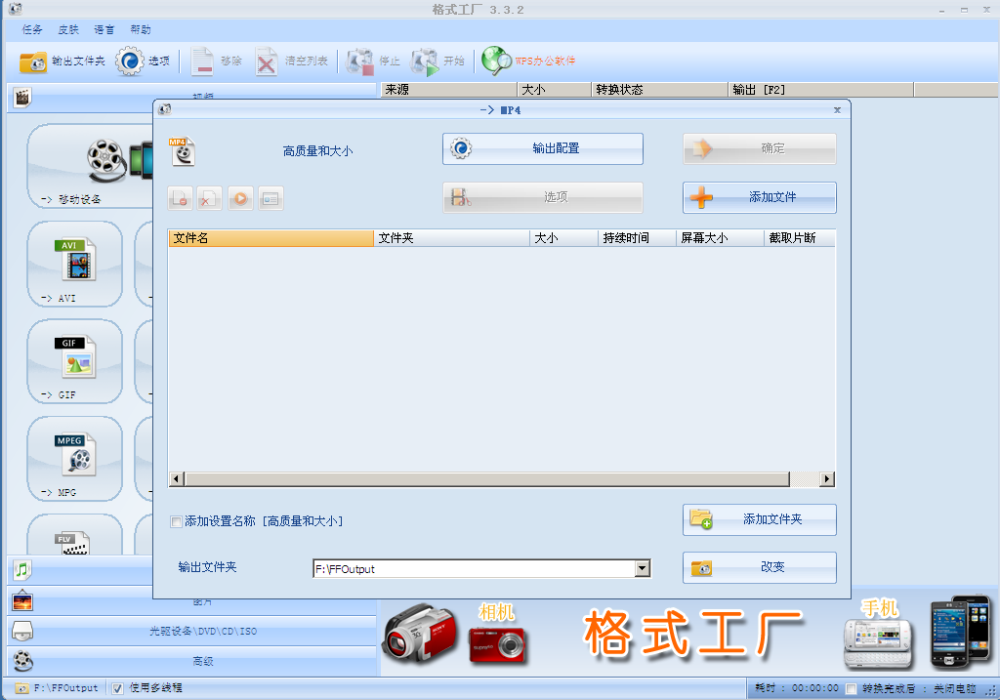 格式工厂 3.3.2
任务 皮肤 语言 帮助
输出文件夹 选项 移除 清空列表 停止 开始 WPS办公软件
来源 大小 转换状态 输出 [F2]
视频
-> MP4
x
MP4 高质量和大小 输出配置 确定
选项 添加文件
文件名 文件夹 大小 持续时间 屏幕大小 截取片断
-> 移动设备
AVI
-> AVI
GIF
-> GIF
MPEG
-> MPG
FLV
添加设置名称 [高质量和大小] 添加文件夹
输出文件夹 F:\FFOutput 改变
图片
光驱设备\DVD\CD\ISO
高级
相机
格式工厂
手机
F:\FFOutput 使用多线程 耗时 : 00:00:00 转换完成后 : 关闭电脑